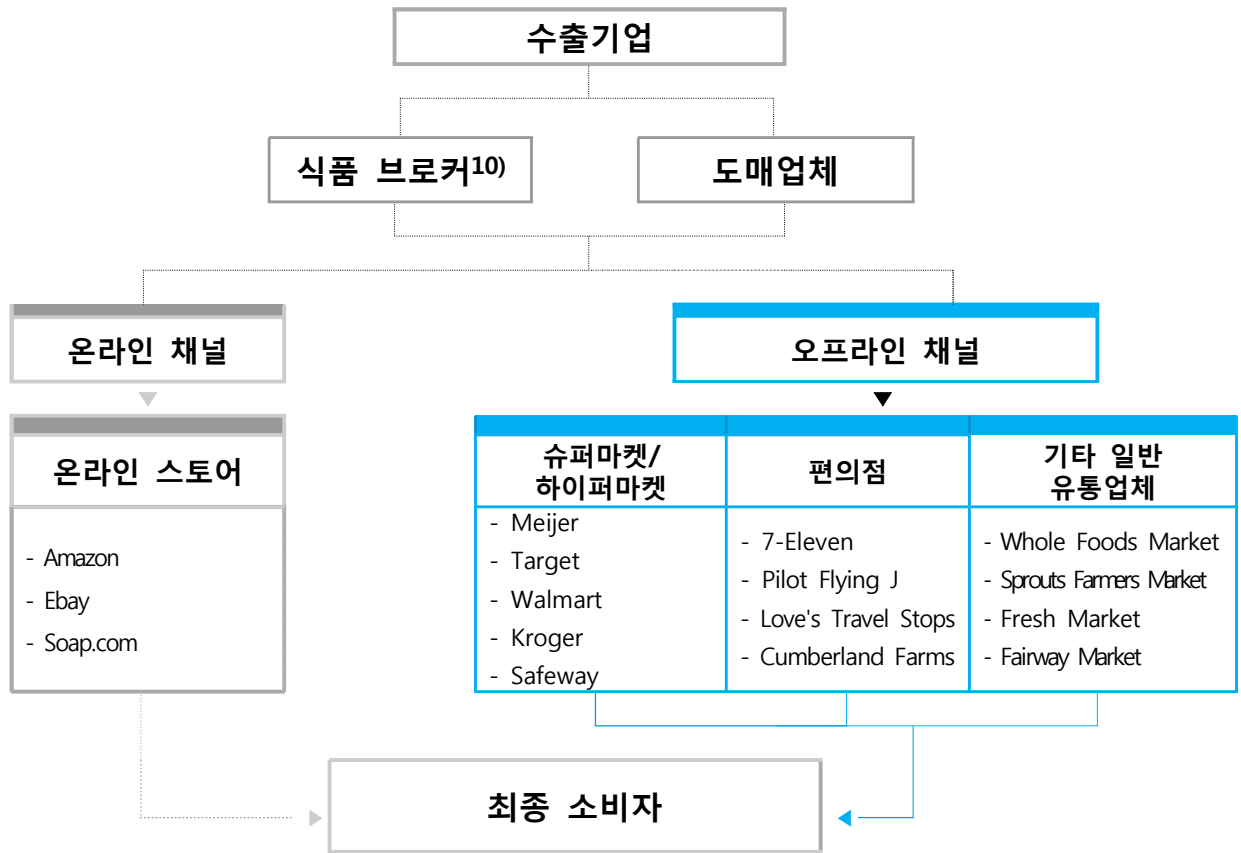 수출기업
식품 브로커10)
도매업체
온라인 채널
오프라인 채널
온라인 스토어
- Amazon
- Ebay
- Soap.com
슈퍼마켓/
하이퍼마켓
- Meijer
- Target
- Walmart
- Kroger
- Safeway
편의점
- 7-Eleven
- Pilot Flying J
- Love's Travel Stops
- Cumberland Farms
기타 일반
유통업체
- Whole Foods Market
- Sprouts Farmers Market
- Fresh Market
- Fairway Market
최종 소비자